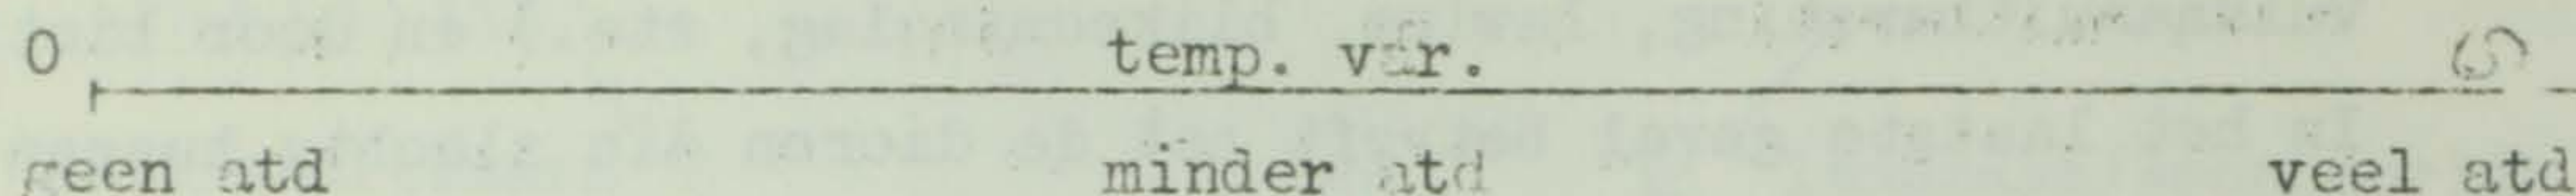 0 temp. var.
geen atd minder atd veel atd